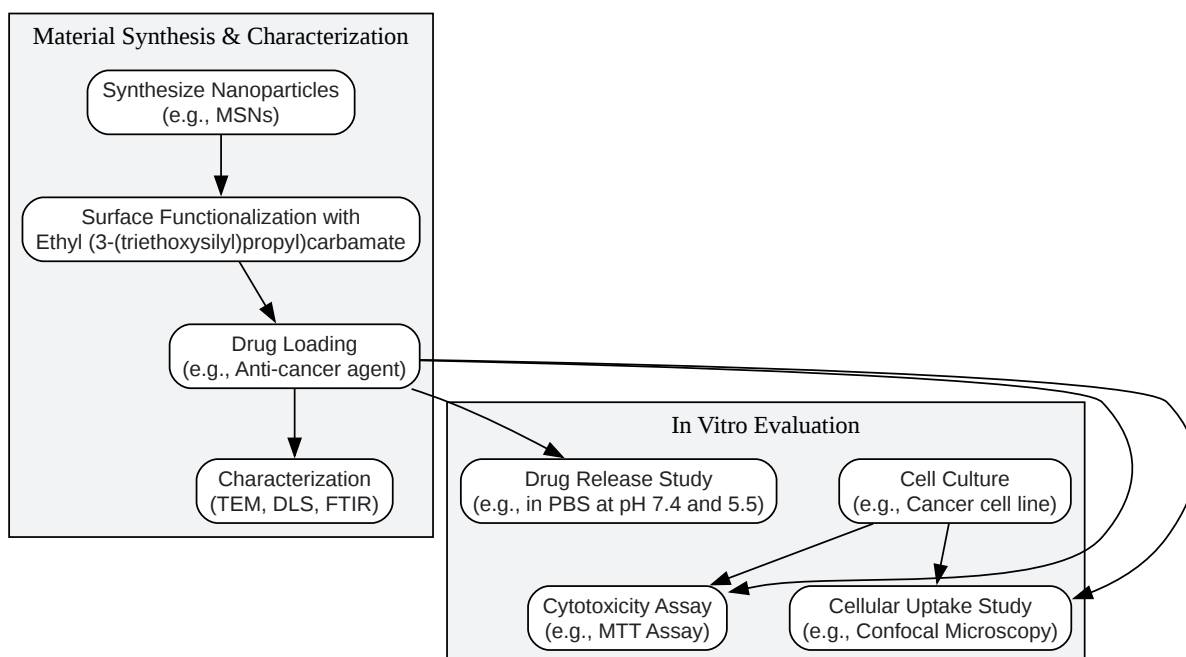 Material Synthesis & Characterization
Synthesize Nanoparticles
(e.g., MSNs)
Surface Functionalization with
Ethyl (3-(triethoxysilyl)propyl)carbamate
Drug Loading
(e.g., Anti-cancer agent)
Characterization
(TEM, DLS, FTIR)
In Vitro Evaluation
Drug Release Study
(e.g., in PBS at pH 7.4 and 5.5)
Cell Culture
(e.g., Cancer cell line)
Cytotoxicity Assay
(e.g., MTT Assay)
Cellular Uptake Study
(e.g., Confocal Microscopy)